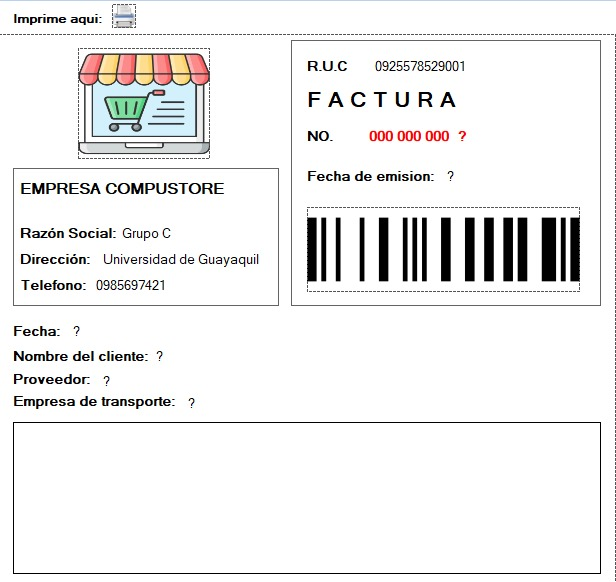 Imprime aqui:
R.U.C 0925578529001
FACTURA
NO. 000 000 000 ?
Fecha de emision: ?
EMPRESA COMPUSTORE
Razón Social: Grupo C
Dirección: Universidad de Guayaquil
Telefono: 0985697421
Fecha: ?
Nombre del cliente: ?
Proveedor: ?
Empresa de transporte: ?